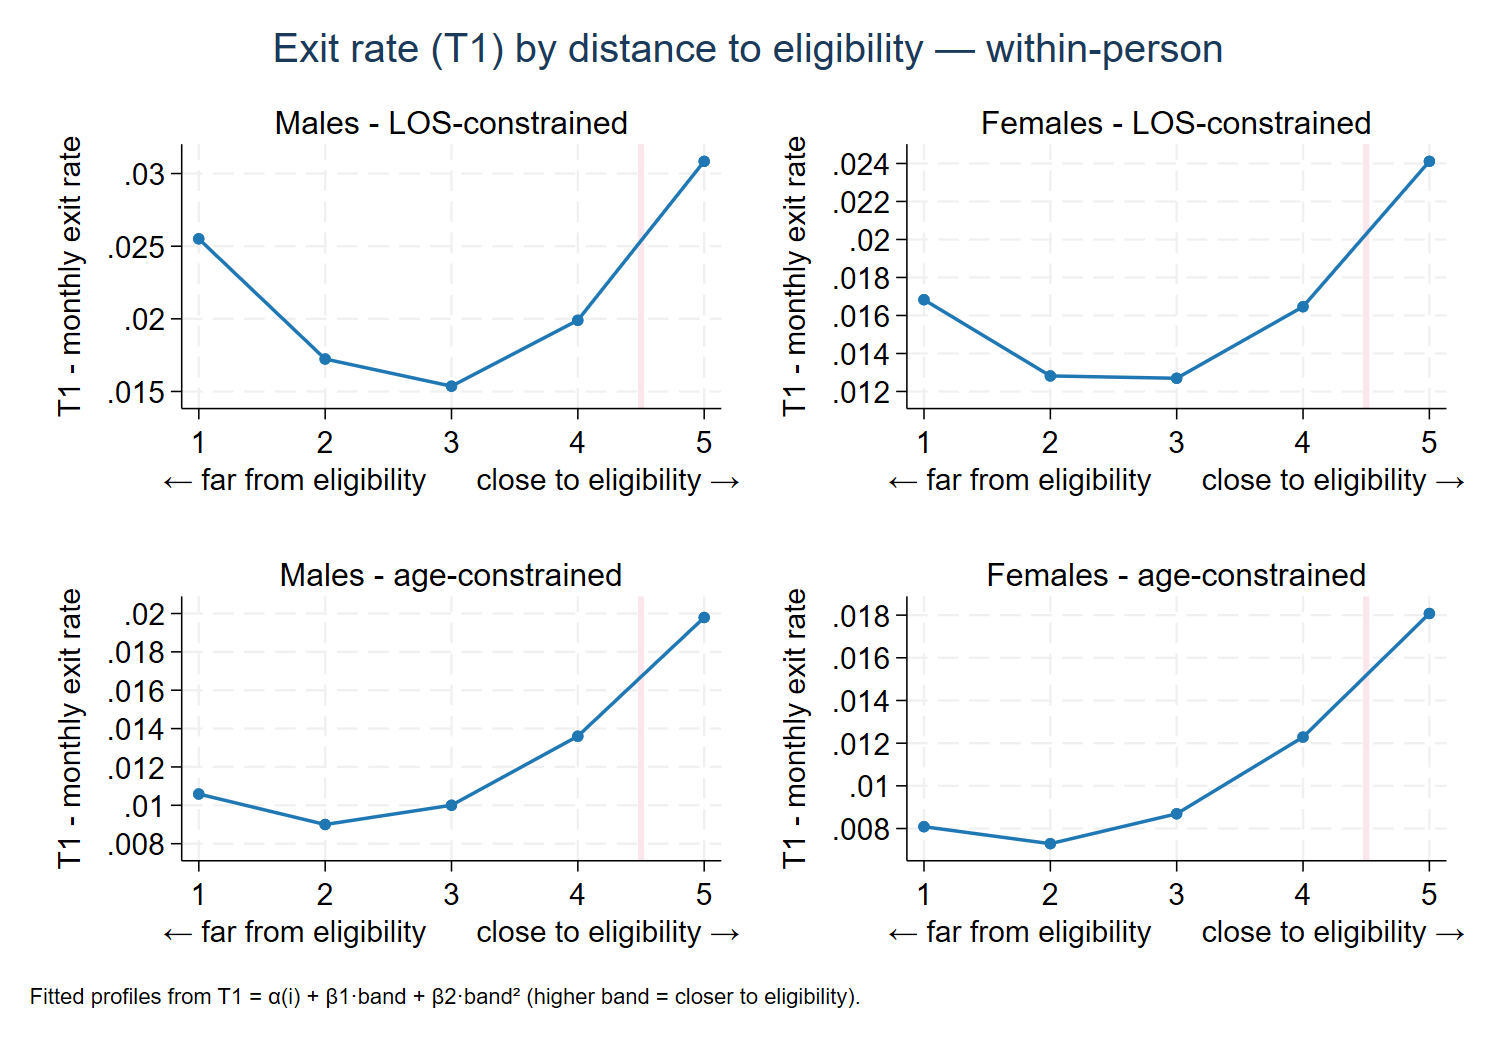 Exit rate (T1) by distance to eligibility — within-person
Males - LOS-constrained
T1 - monthly exit rate
.03
.025
.02
.015
1 2 3 4 5
← far from eligibility close to eligibility →
Females - LOS-constrained
T1 - monthly exit rate
.024
.022
.02
.018
.016
.014
.012
1 2 3 4 5
← far from eligibility close to eligibility →
Males - age-constrained
T1 - monthly exit rate
.02
.018
.016
.014
.012
.01
.008
1 2 3 4 5
← far from eligibility close to eligibility →
Females - age-constrained
T1 - monthly exit rate
.018
.016
.014
.012
.01
.008
1 2 3 4 5
← far from eligibility close to eligibility →
Fitted profiles from T1 = α(i) + β1·band + β2·band² (higher band = closer to eligibility).